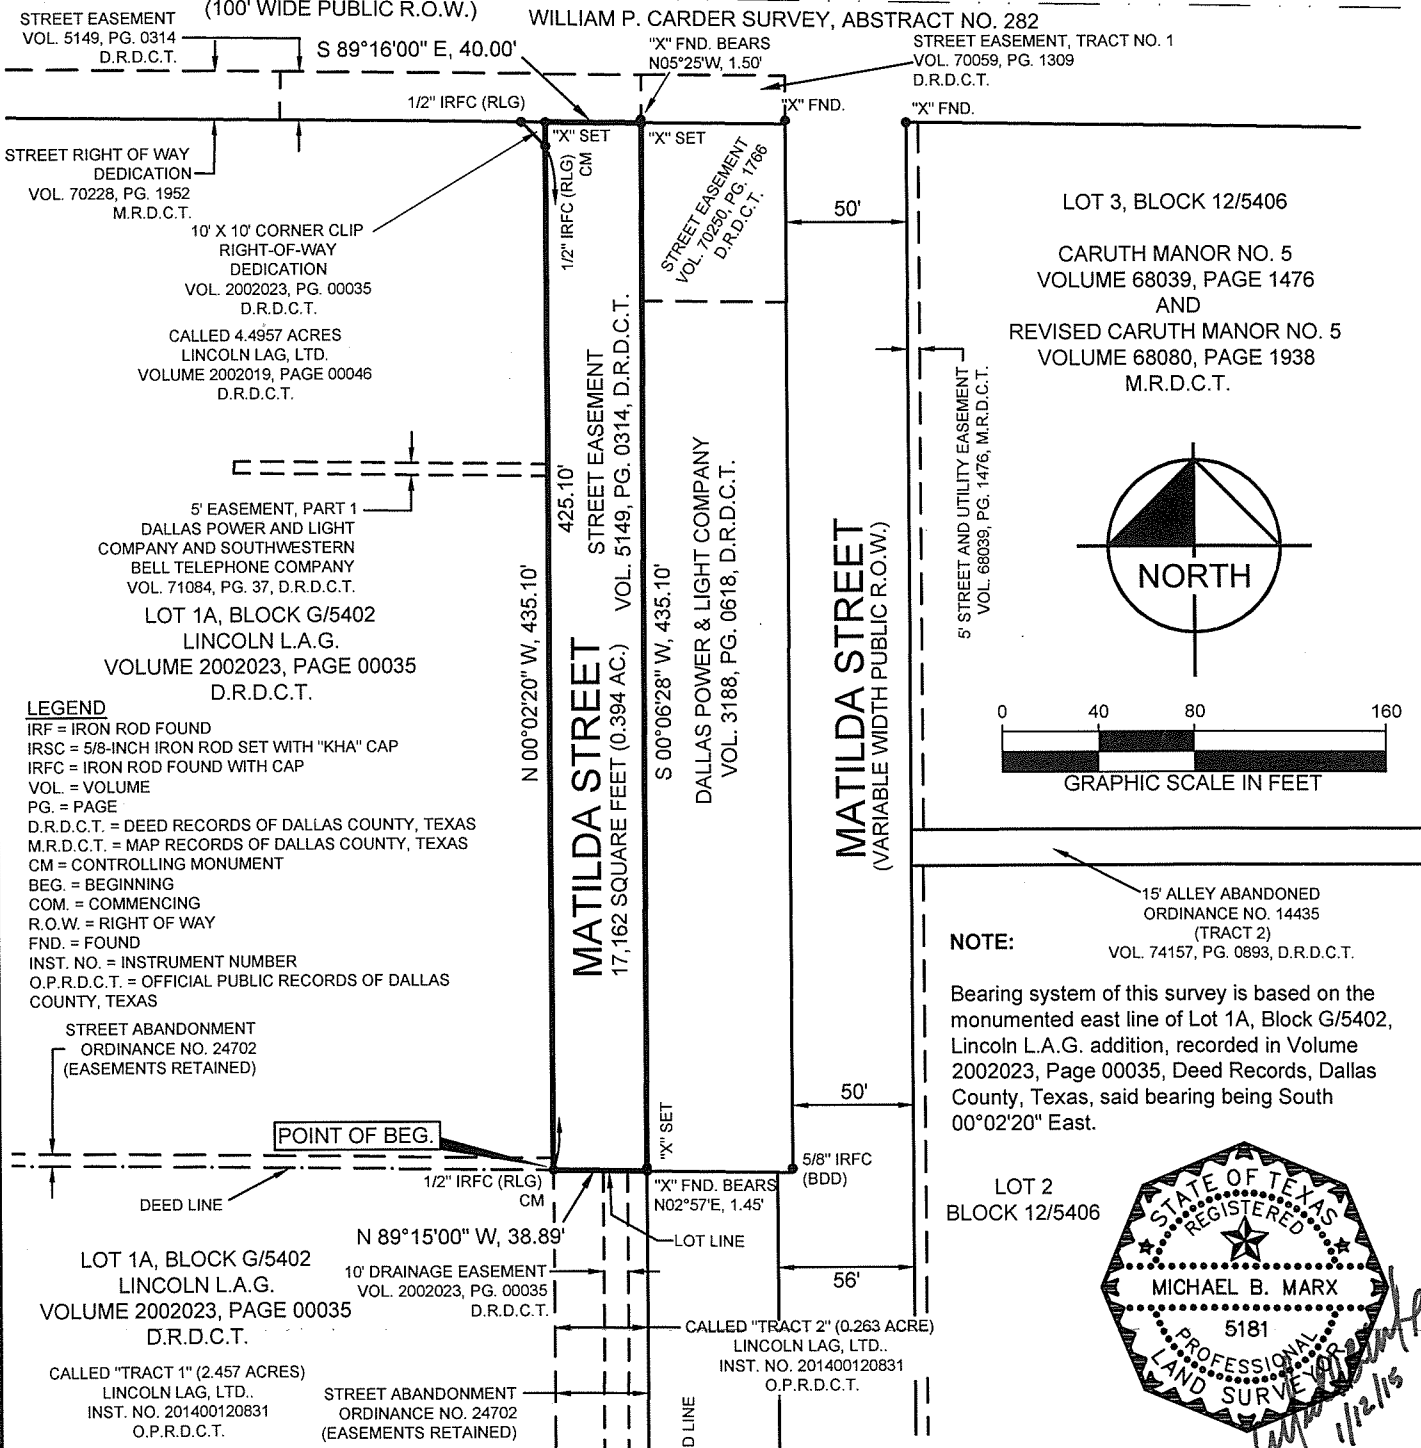 (100' WIDE PUBLIC R.O.W.)
WILLIAM P. CARDER SURVEY, ABSTRACT NO. 282
STREET EASEMENT
VOL. 5149, PG. 0314
D.R.D.C.T.
S 89°16'00" E, 40.00'
"X" FND. BEARS
N05°25'W, 1.50'
STREET EASEMENT, TRACT NO. 1
VOL. 70059, PG. 1309
D.R.D.C.T.
1/2" IRFC (RLG)
"X" FND.
"X" FND.
"X" SET
"X" SET
STREET RIGHT OF WAY
DEDICATION
VOL. 70228, PG. 1952
M.R.D.C.T.
1/2" IRFC (RLG)
CM
STREET EASEMENT
VOL. 70250, PG. 1766
D.R.D.C.T.
50'
LOT 3, BLOCK 12/5406
CARUTH MANOR NO. 5
VOLUME 68039, PAGE 1476
AND
REVISED CARUTH MANOR NO. 5
VOLUME 68080, PAGE 1938
M.R.D.C.T.
10' X 10' CORNER CLIP
RIGHT-OF-WAY
DEDICATION
VOL. 2002023, PG. 00035
D.R.D.C.T.
CALLED 4.4957 ACRES
LINCOLN LAG, LTD.
VOLUME 2002019, PAGE 00046
D.R.D.C.T.
5' EASEMENT, PART 1
DALLAS POWER AND LIGHT
COMPANY AND SOUTHWESTERN
BELL TELEPHONE COMPANY
VOL. 71084, PG. 37, D.R.D.C.T.
LOT 1A, BLOCK G/5402
LINCOLN L.A.G.
VOLUME 2002023, PAGE 00035
D.R.D.C.T.
N 00°02'20" W, 435.10'
425.10'
STREET EASEMENT
VOL. 5149, PG. 0314, D.R.D.C.T.
MATILDA STREET
17,162 SQUARE FEET (0.394 AC.)
S 00°06'28" W, 435.10'
DALLAS POWER & LIGHT COMPANY
VOL. 3188, PG. 0618, D.R.D.C.T.
MATILDA STREET
(VARIABLE WIDTH PUBLIC R.O.W.)
5' STREET AND UTILITY EASEMENT
VOL. 68039, PG. 1476, M.R.D.C.T.
NORTH
0 40 80 160
GRAPHIC SCALE IN FEET
LEGEND
IRF = IRON ROD FOUND
IRSC = 5/8-INCH IRON ROD SET WITH "KHA" CAP
IRFC = IRON ROD FOUND WITH CAP
VOL. = VOLUME
PG. = PAGE
D.R.D.C.T. = DEED RECORDS OF DALLAS COUNTY, TEXAS
M.R.D.C.T. = MAP RECORDS OF DALLAS COUNTY, TEXAS
CM = CONTROLLING MONUMENT
BEG. = BEGINNING
COM. = COMMENCING
R.O.W. = RIGHT OF WAY
FND. = FOUND
INST. NO. = INSTRUMENT NUMBER
O.P.R.D.C.T. = OFFICIAL PUBLIC RECORDS OF DALLAS
COUNTY, TEXAS
15' ALLEY ABANDONED
ORDINANCE NO. 14435
(TRACT 2)
VOL. 74157, PG. 0893, D.R.D.C.T.
NOTE:
Bearing system of this survey is based on the
monumented east line of Lot 1A, Block G/5402,
Lincoln L.A.G. addition, recorded in Volume
2002023, Page 00035, Deed Records, Dallas
County, Texas, said bearing being South
00°02'20" East.
STREET ABANDONMENT
ORDINANCE NO. 24702
(EASEMENTS RETAINED)
POINT OF BEG.
DEED LINE
1/2" IRFC (RLG)
CM
"X" SET
"X" FND. BEARS
N02°57'E, 1.45'
50'
5/8" IRFC
(BDD)
LOT 2
BLOCK 12/5406
N 89°15'00" W, 38.89'
LOT LINE
LOT 1A, BLOCK G/5402
LINCOLN L.A.G.
VOLUME 2002023, PAGE 00035
D.R.D.C.T.
10' DRAINAGE EASEMENT
VOL. 2002023, PG. 00035
D.R.D.C.T.
56'
CALLED "TRACT 2" (0.263 ACRE)
LINCOLN LAG, LTD..
INST. NO. 201400120831
O.P.R.D.C.T.
CALLED "TRACT 1" (2.457 ACRES)
LINCOLN LAG, LTD..
INST. NO. 201400120831
O.P.R.D.C.T.
STREET ABANDONMENT
ORDINANCE NO. 24702
(EASEMENTS RETAINED)
D LINE
STATE OF TEXAS
REGISTERED
MICHAEL B. MARX
5181
PROFESSIONAL
LAND SURVEYOR
1/12/15